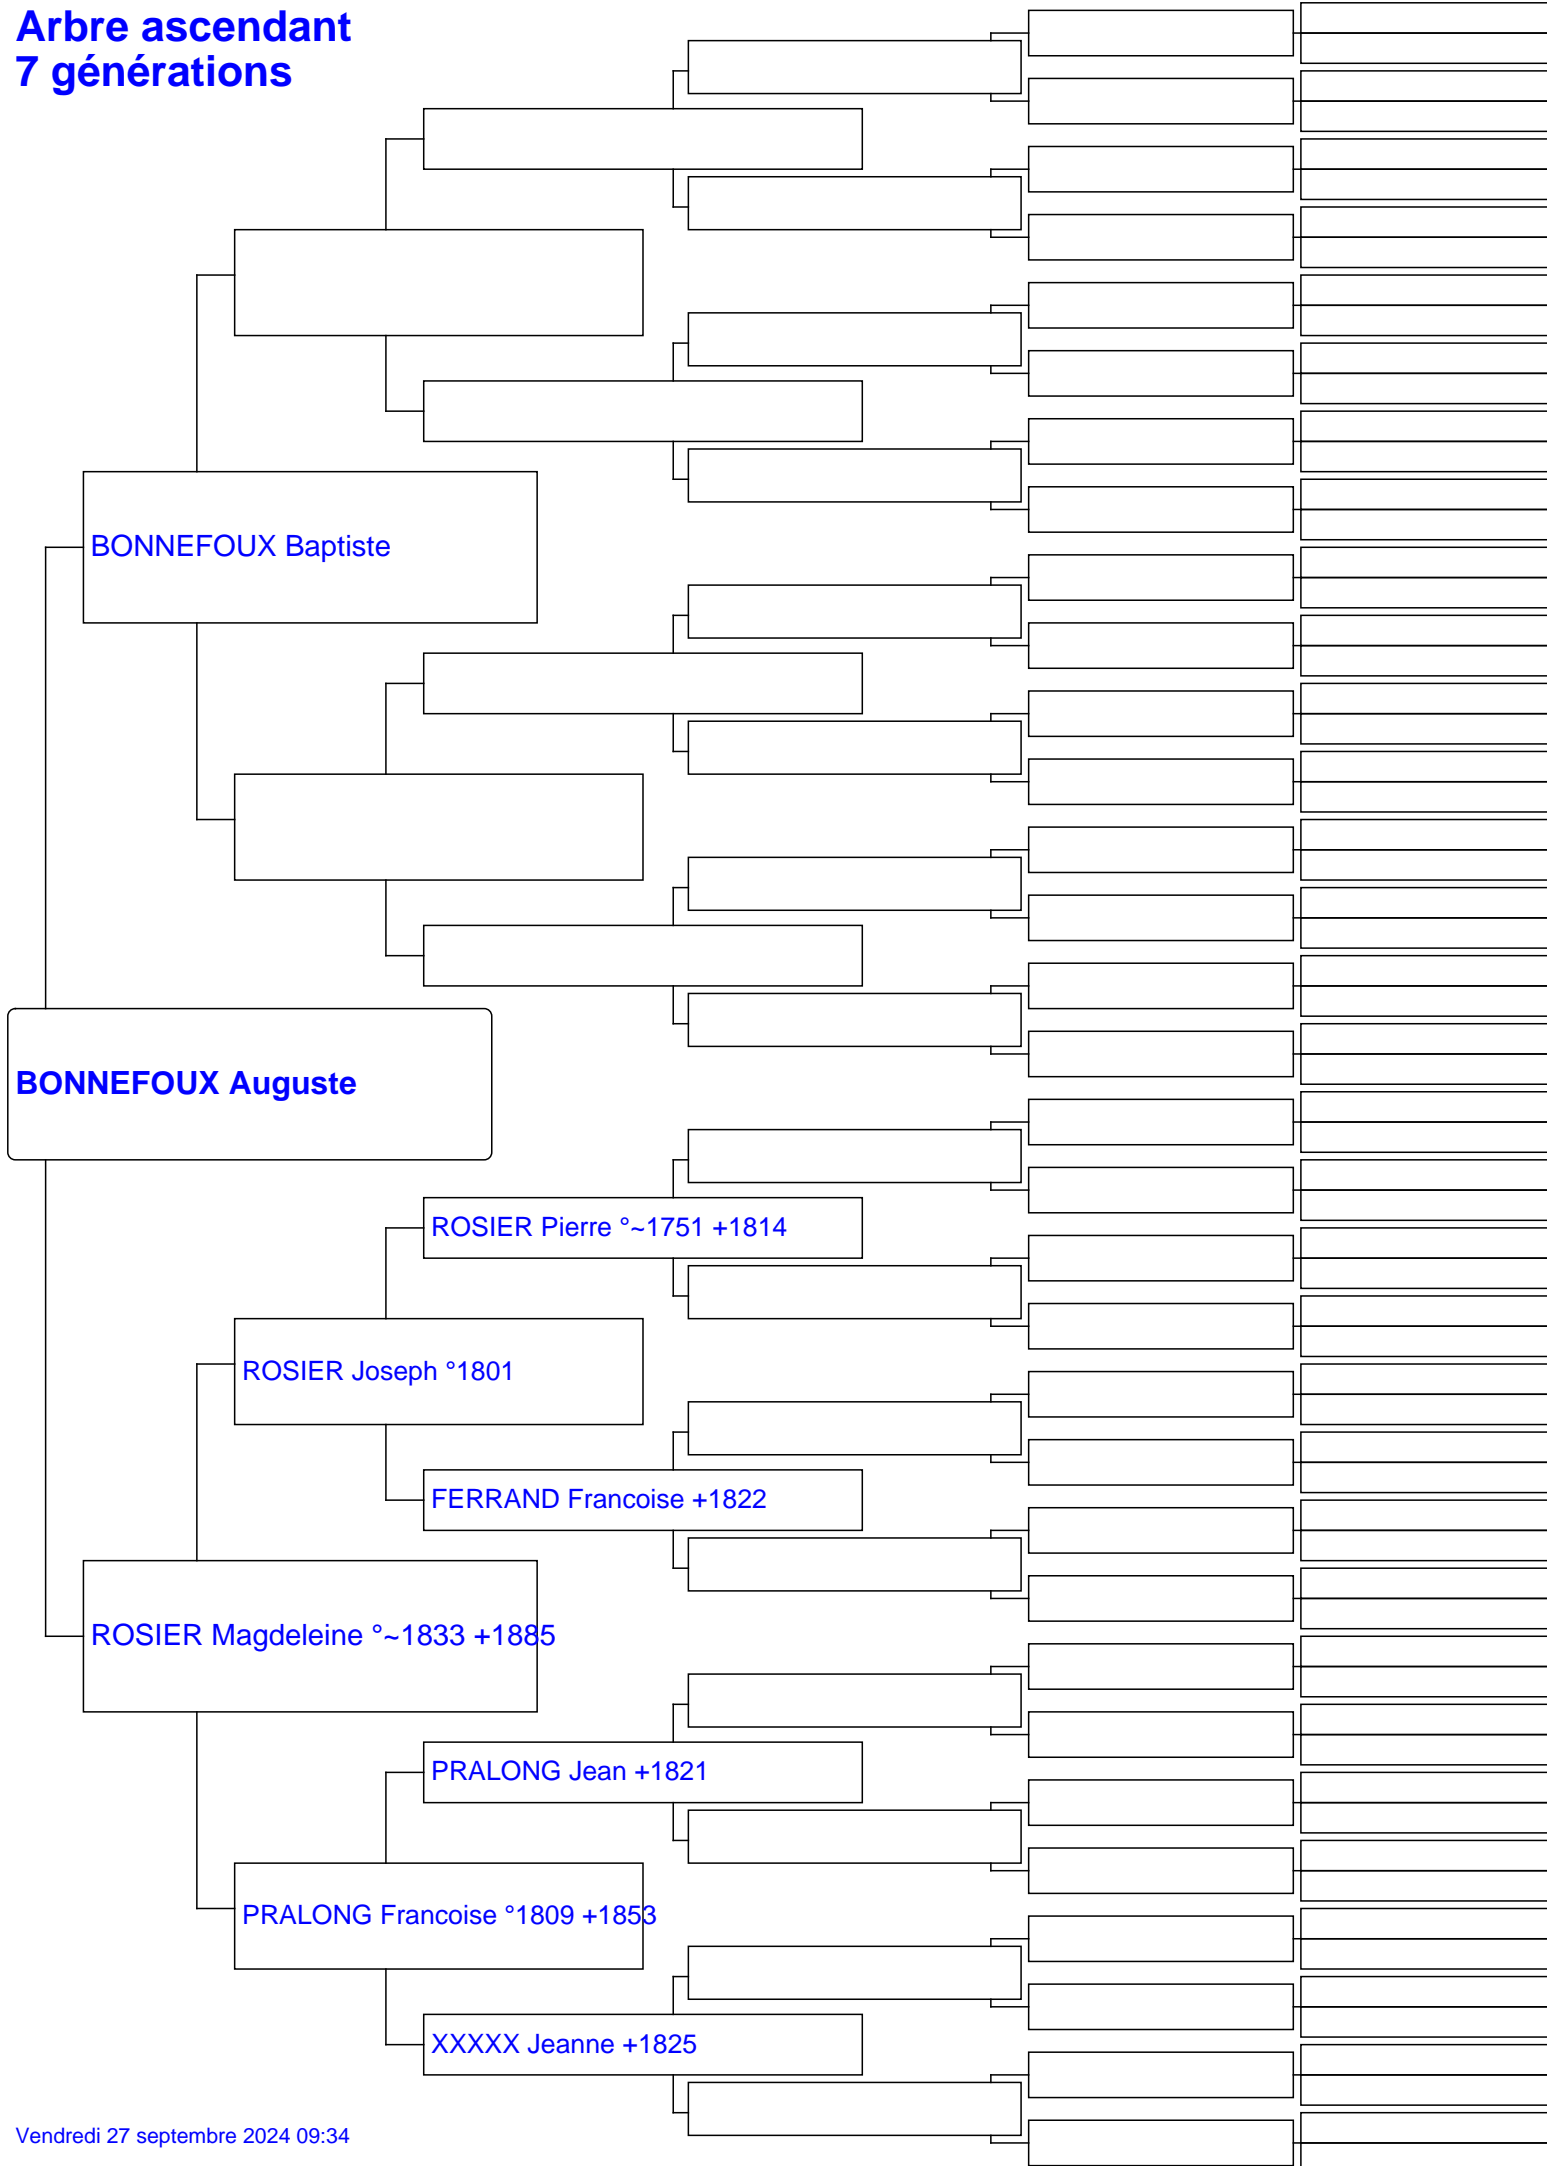 Arbre ascendant
7 générations
BONNEFOUX Baptiste
BONNEFOUX Auguste
ROSIER Pierre °~1751 +1814
ROSIER Joseph °1801
FERRAND Francoise +1822
ROSIER Magdeleine °~1833 +1885
PRALONG Jean +1821
PRALONG Francoise °1809 +1853
XXXXX Jeanne +1825
Vendredi 27 septembre 2024 09:34